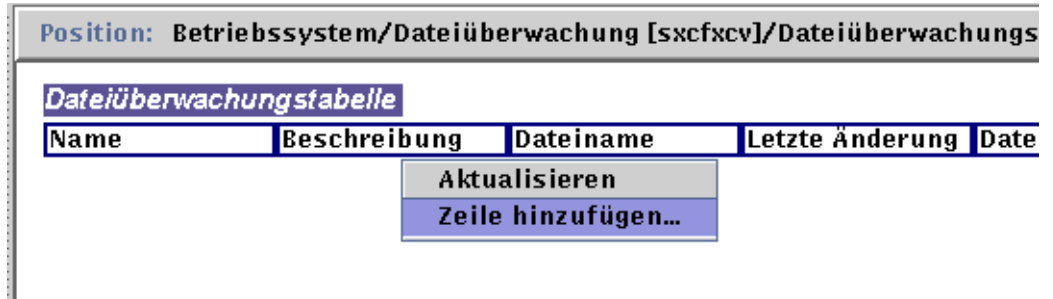 Position: Betriebssystem/Dateiüberwachung [sxcfxcv]/Dateiüberwachungs
Dateiüberwachungstabelle
Name Beschreibung Dateiname Letzte Änderung Date
Aktualisieren
Zeile hinzufügen...